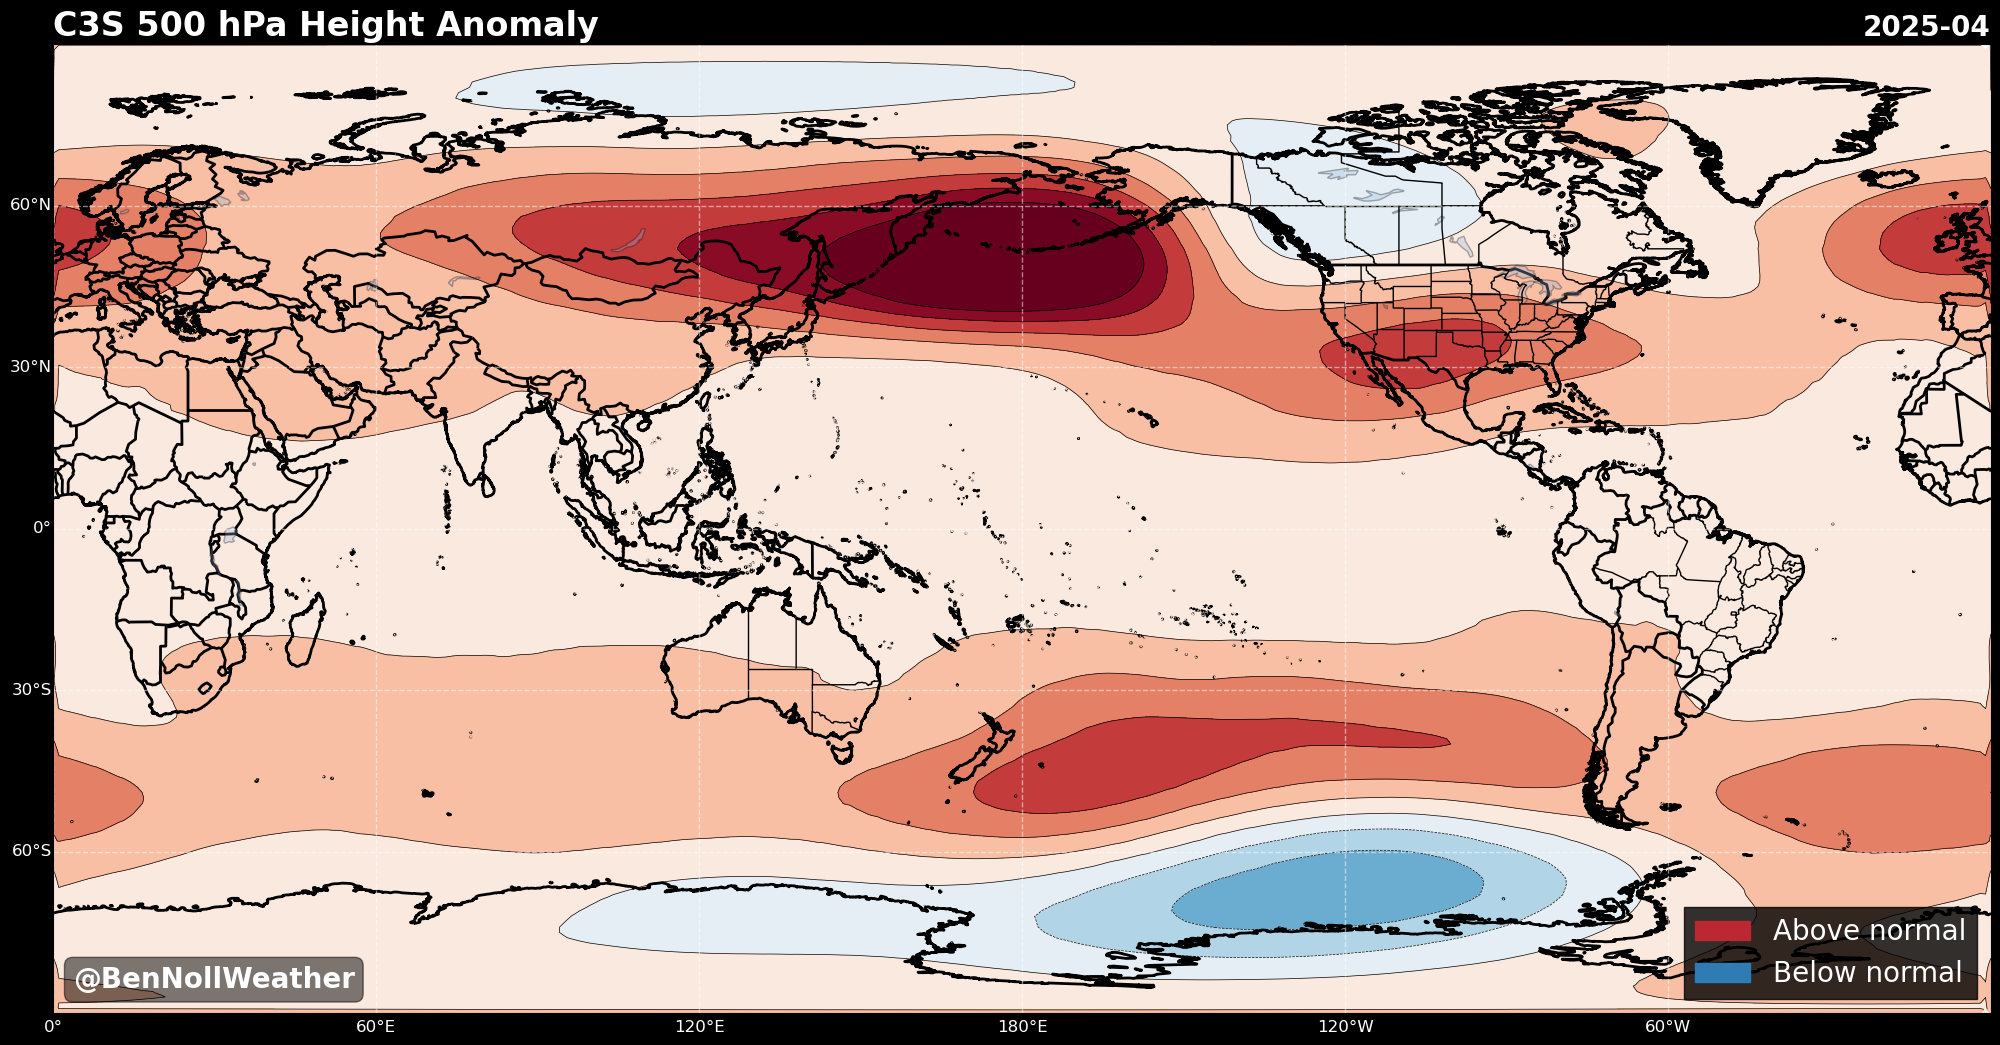 C3S 500 hPa Height Anomaly
2025-04
60°N
30°N
0°
30°S
60°S
Above normal
Below normal
@BenNollWeather
0°
60°E
120°E
180°E
120°W
60°W